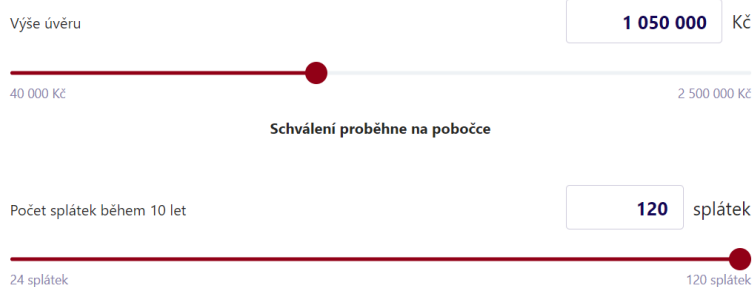 Výše úvěru 1 050 000 Kč
40 000 Kč 2 500 000 Kč
Schválení proběhne na pobočce
Počet splátek během 10 let 120 splátek
24 splátek 120 splátek